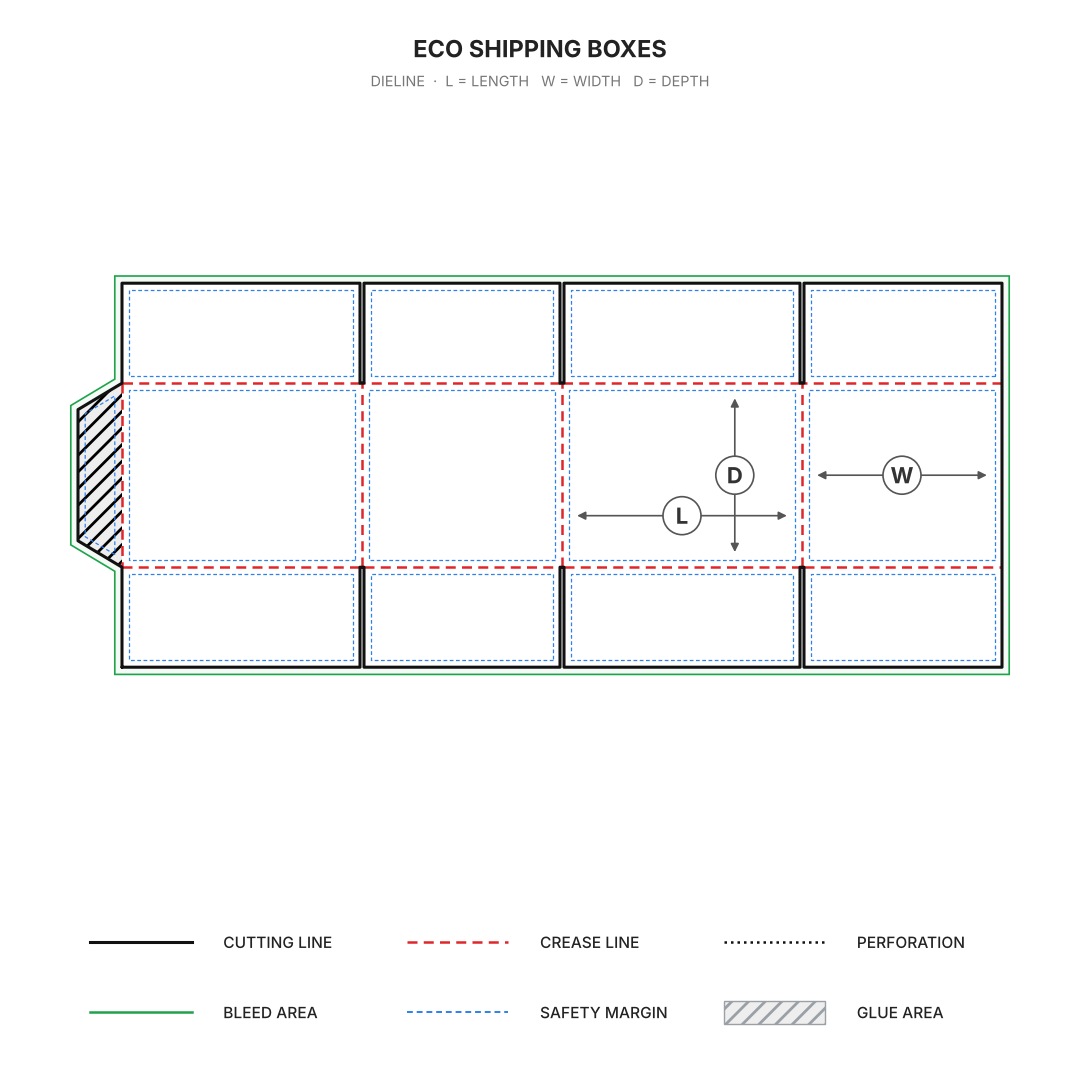 ECO SHIPPING BOXES
DIELINE · L = LENGTH W = WIDTH D = DEPTH
D
W
L
CUTTING LINE
CREASE LINE
PERFORATION
BLEED AREA
SAFETY MARGIN
GLUE AREA